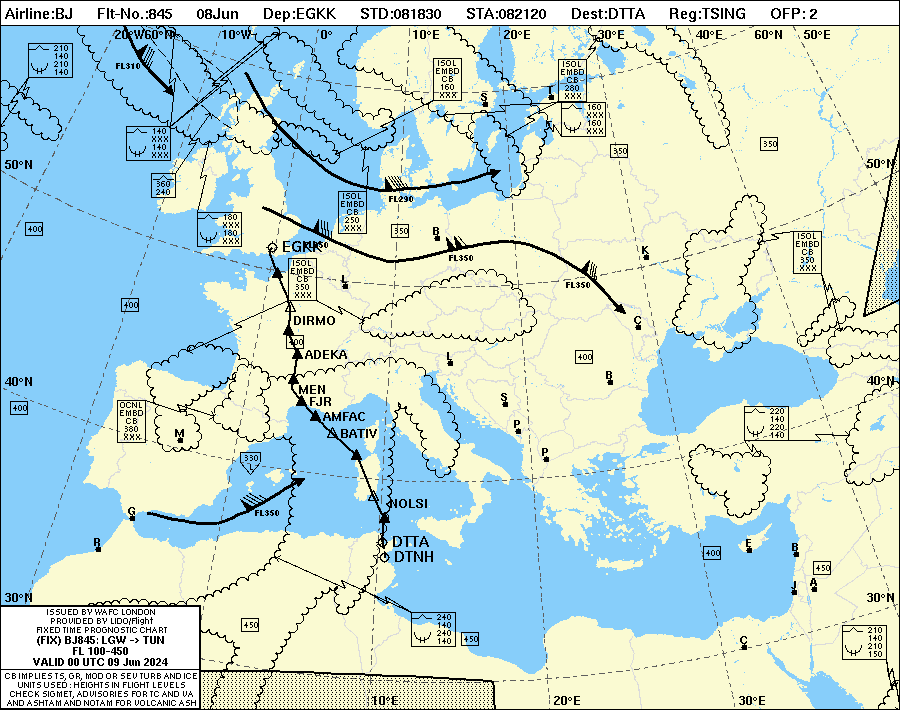 Airline:BJ Flt-No.:845 08Jun Dep:EGKK STD:081830 STA:082120 Dest:DTTA Reg:TSING OFP: 2
20°W 60°N 10°W 0° 10°E 20°E 30°E 40°E 60°N 50°E
210
140
210
140
FL310
ISOL
EMBD
CB
160
XXX
ISOL
EMBD
CB
280
XXX
S
T
160
XXX
160
XXX
140
XXX
140
XXX
350
350
50°N
50°N
360
240
FL290
ISOL
EMBD
CB
250
XXX
180
XXX
180
XXX
400
350
B
EGKK
FL350
FL350
K
ISOL
EMBD
CB
350
XXX
ISOL
EMBD
CB
350
XXX
L
FL350
400
DIRMO
C
400
ADEKA
L
400
40°N
MEN
B
40°N
FJR
S
400
OCNL
EMBD
CB
380
XXX
AMFAC
220
140
220
140
M
BATIV
P
330
L
P
NOLSI
G
FL350
R
DTTA
E
400
B
DTNH
450
30°N
J
A
30°N
ISSUED BY WAFC LONDON
PROVIDED BY LIDO/Flight
FIXED TIME PROGNOSTIC CHART
(FIX) BJ845: LGW -> TUN
FL 100-450
VALID 00 UTC 09 Jun 2024
CB IMPLIES TS, GR, MOD OR SEV TURB AND ICE
UNITS USED : HEIGHTS IN FLIGHT LEVELS
CHECK SIGMET, ADVISORIES FOR TC AND VA
AND ASHTAM AND NOTAM FOR VOLCANIC ASH
450
240
140
240
140
450
C
210
140
210
150
10°E 20°E 30°E